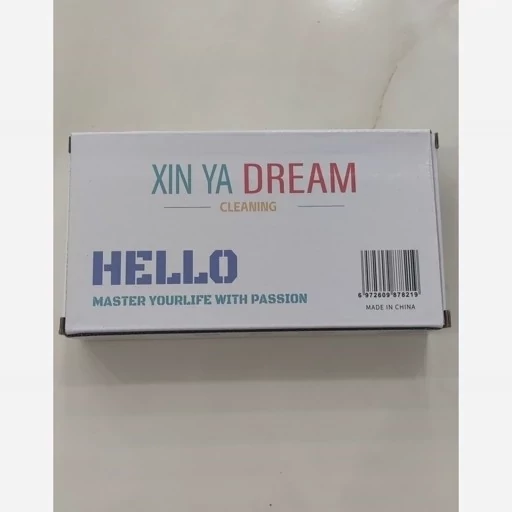 XIN YA DREAM
CLEANING
HELLO
MASTER YOURLIFE WITH PASSION
6 972609 878219
MADE IN CHINA